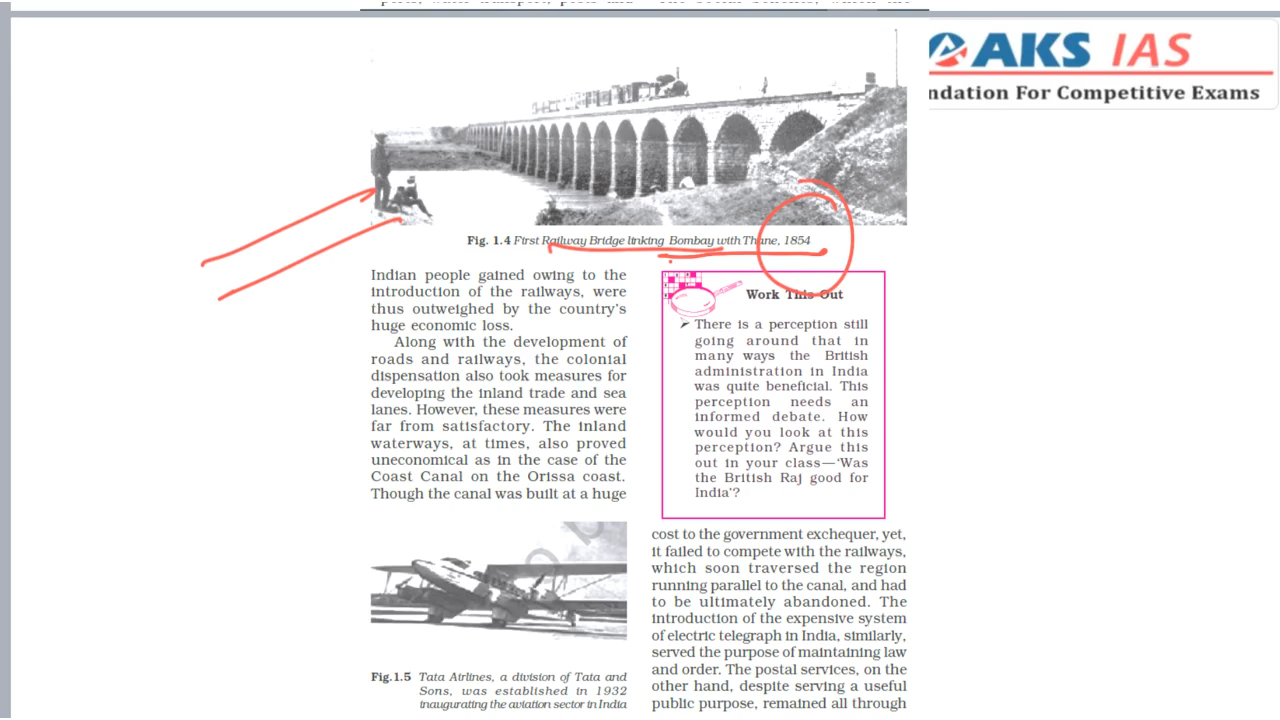 AKS IAS
ndation For Competitive Exams
Fig. 1.4 First Railway Bridge linking Bombay with Thane, 1854
Indian people gained owing to the
introduction of the railways, were
thus outweighed by the country's
huge economic loss.
Along with the development of
roads and railways, the colonial
dispensation also took measures for
developing the inland trade and sea
lanes. However, these measures were
far from satisfactory. The inland
waterways, at times, also proved
uneconomical as in the case of the
Coast Canal on the Orissa coast.
Though the canal was built at a huge
Fig.1.5 Tata Airlines, a division of Tata and
Sons, was established in 1932
inaugurating the aviation sector in India
Work This Out
➤ There is a perception still
going around that in
many ways the British
administration in India
was quite beneficial. This
perception needs an
informed debate. How
would you look at this
perception? Argue this
out in your class—'Was
the British Raj good for
India'?
cost to the government exchequer, yet,
it failed to compete with the railways,
which soon traversed the region
running parallel to the canal, and had
to be ultimately abandoned. The
introduction of the expensive system
of electric telegraph in India, similarly,
served the purpose of maintaining law
and order. The postal services, on the
other hand, despite serving a useful
public purpose, remained all through